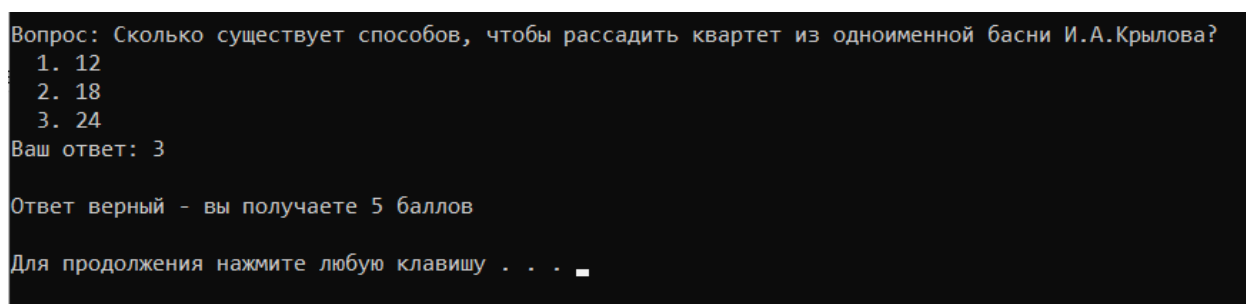 Вопрос: Сколько существует способов, чтобы рассадить квартет из одноименной басни И.А.Крылова?
1. 12
2. 18
3. 24
Ваш ответ: 3
Ответ верный - вы получаете 5 баллов
Для продолжения нажмите любую клавишу . . .